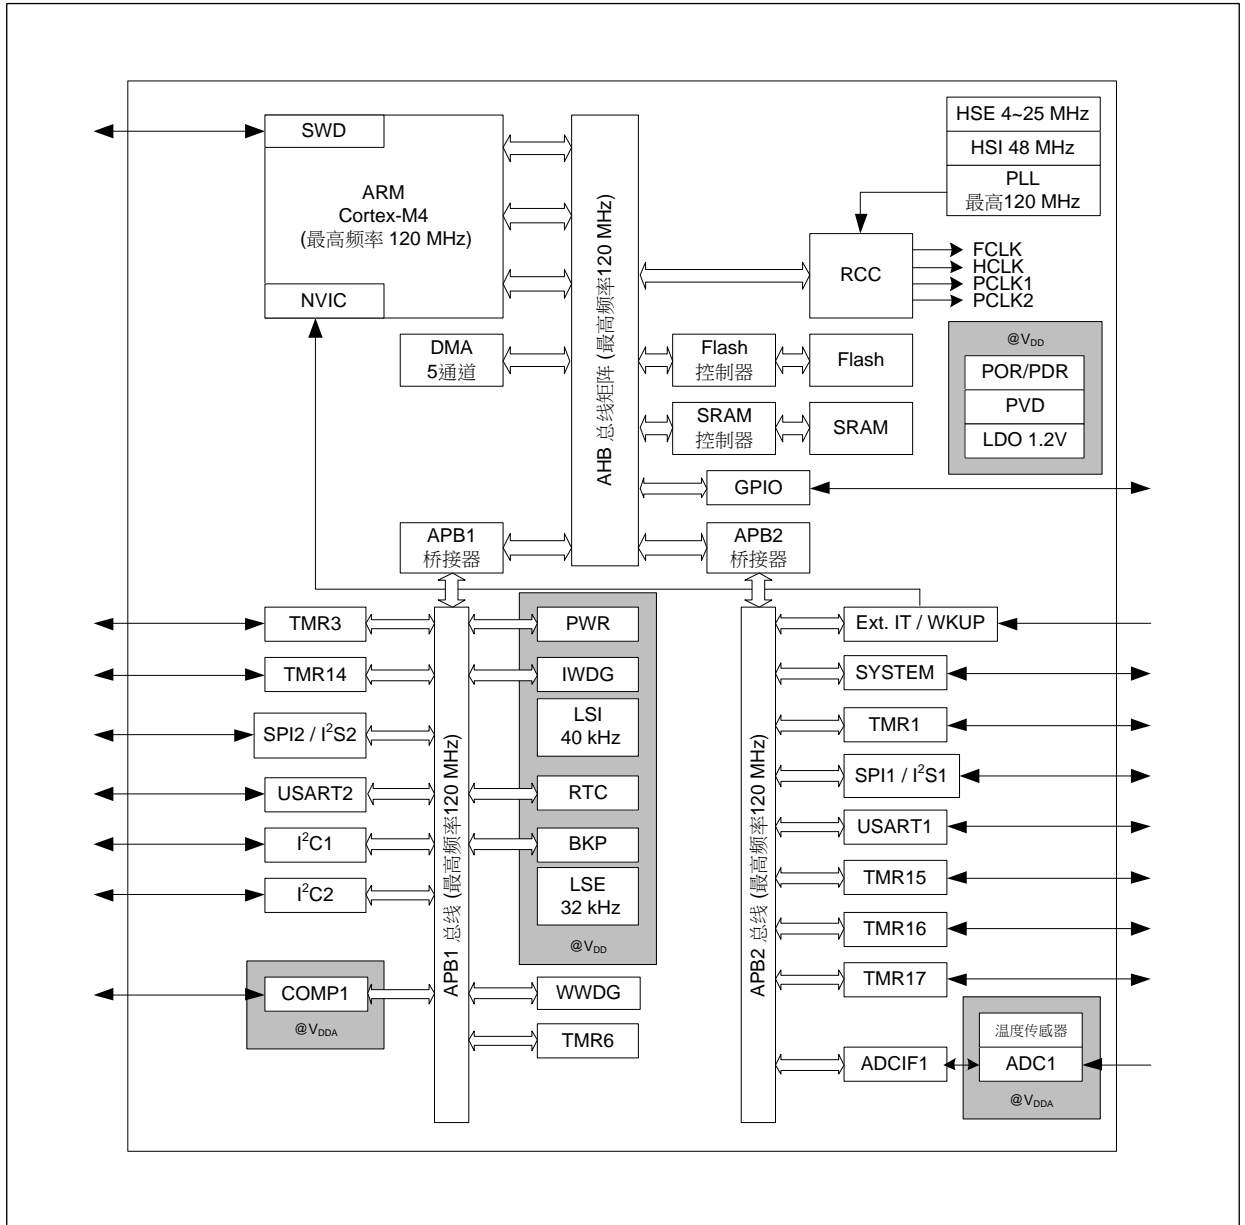 SWD
ARM
Cortex-M4
(最高频率 120 MHz)
NVIC
DMA
5通道
AHB 总线矩阵 (最高频率120 MHz)
HSE 4~25 MHz
HSI 48 MHz
PLL
最高120 MHz
RCC
FCLK
HCLK
PCLK1
PCLK2
Flash
控制器
Flash
SRAM
控制器
SRAM
GPIO
@VDD
POR/PDR
PVD
LDO 1.2V
APB1
桥接器
APB2
桥接器
TMR3
TMR14
SPI2 / I²S2
USART2
I²C1
I²C2
COMP1
@VDDA
APB1 总线 (最高频率120 MHz)
PWR
IWDG
LSI
40 kHz
RTC
BKP
LSE
32 kHz
@VDD
WWDG
TMR6
APB2 总线 (最高频率120 MHz)
Ext. IT / WKUP
SYSTEM
TMR1
SPI1 / I²S1
USART1
TMR15
TMR16
TMR17
ADCIF1
温度传感器
ADC1
@VDDA